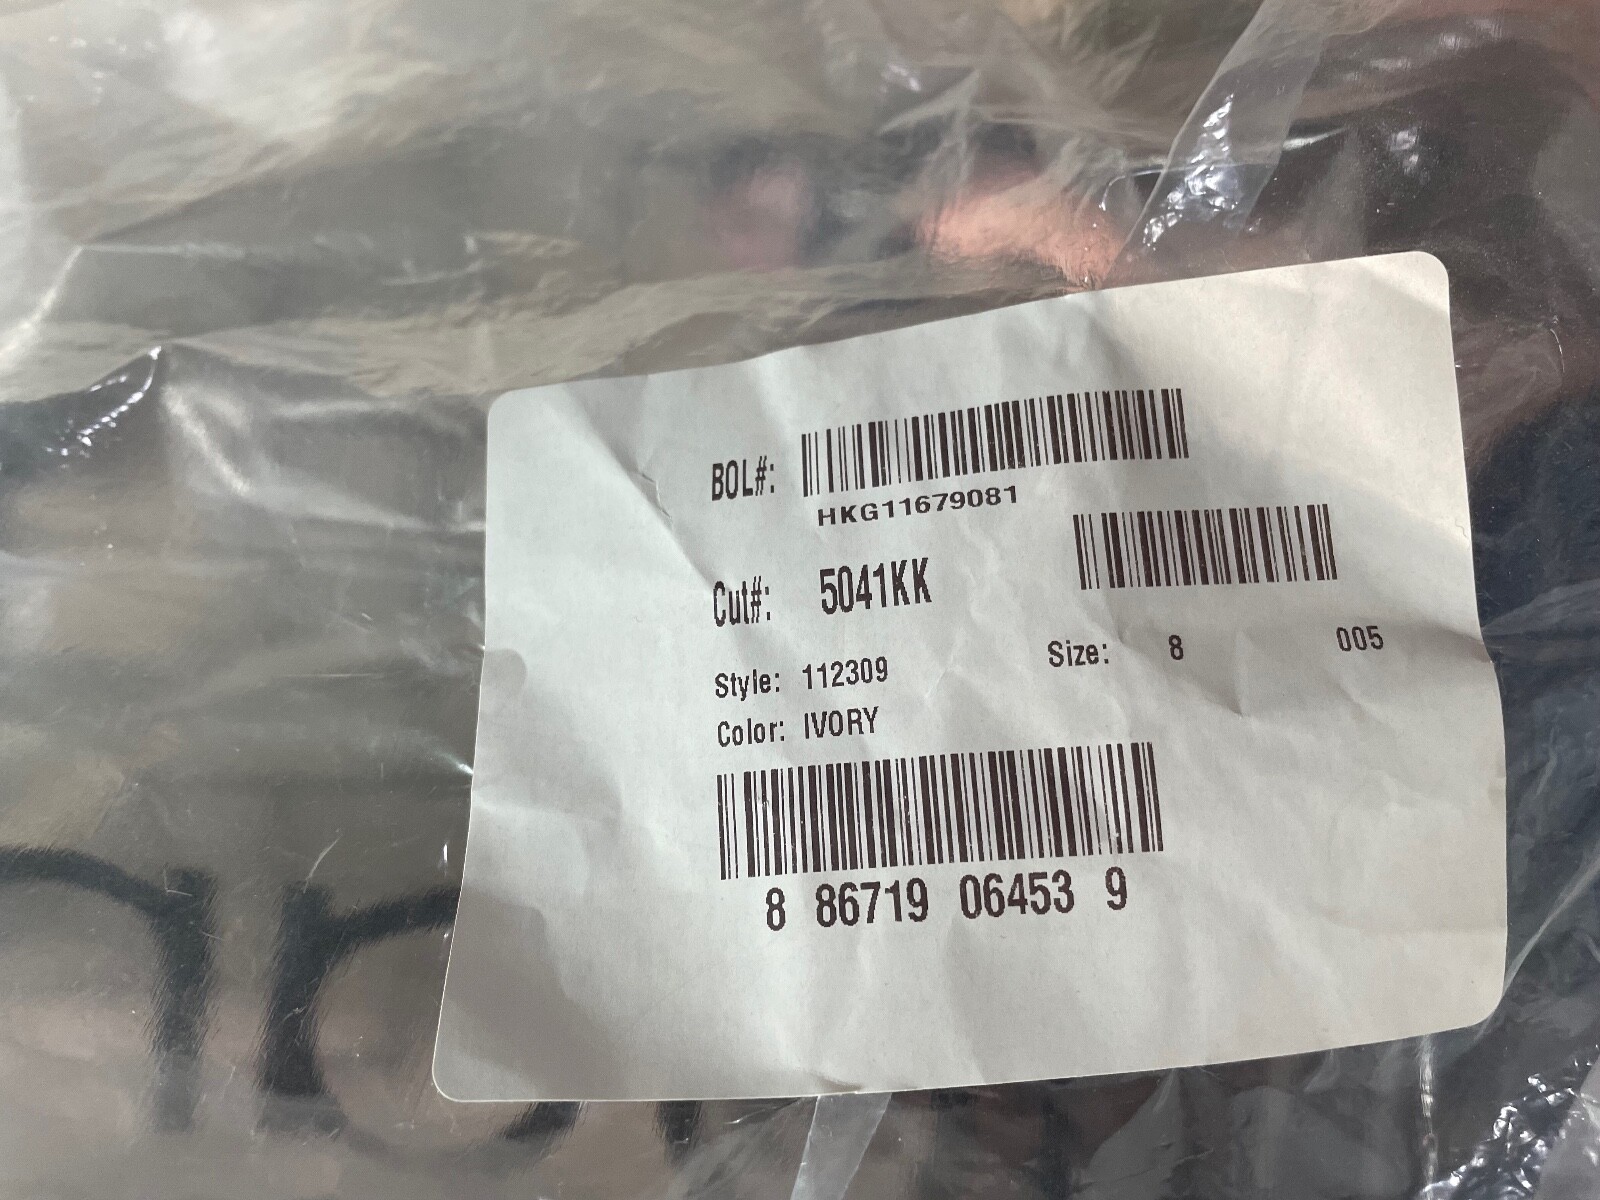 BOL#:
HKG11679081
Cut#: 5041KK
Style: 112309 Size: 8 005
Color: IVORY
8 86719 06453 9